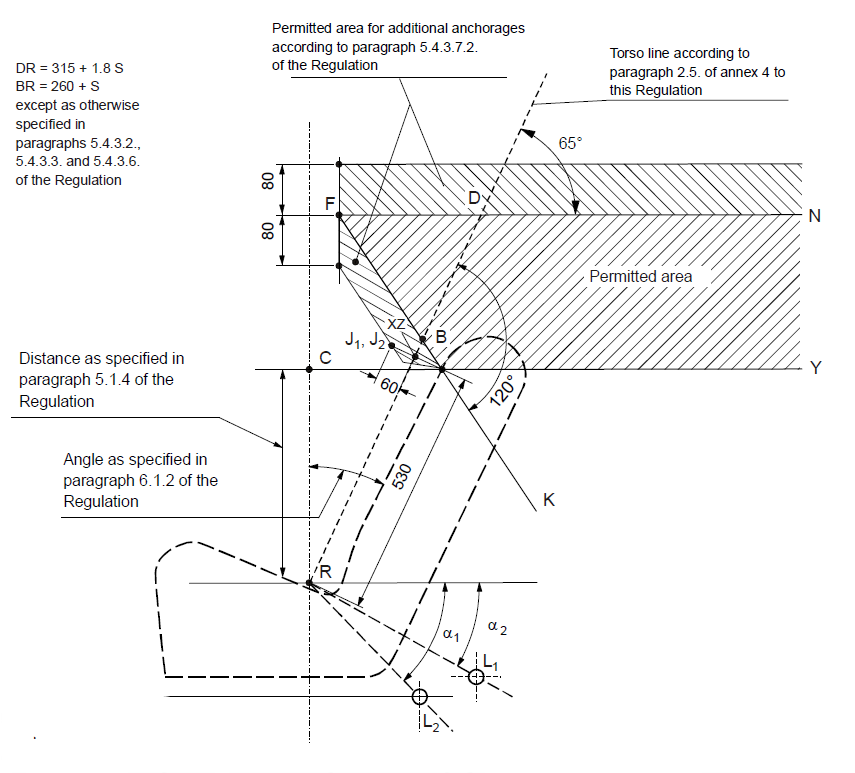 Permitted area for additional anchorages
according to paragraph 5.4.3.7.2.
of the Regulation
Torso line according to
paragraph 2.5. of annex 4 to
this Regulation
DR = 315 + 1.8 S
BR = 260 + S
except as otherwise
specified in
paragraphs 5.4.3.2.,
5.4.3.3. and 5.4.3.6.
of the Regulation
65°
80
F
D
N
80
Permitted area
XZ
B
J1, J2
C
Y
Distance as specified in
paragraph 5.1.4 of the
Regulation
60
120°
Angle as specified in
paragraph 6.1.2 of the
Regulation
530
K
R
α1
α2
L1
L2